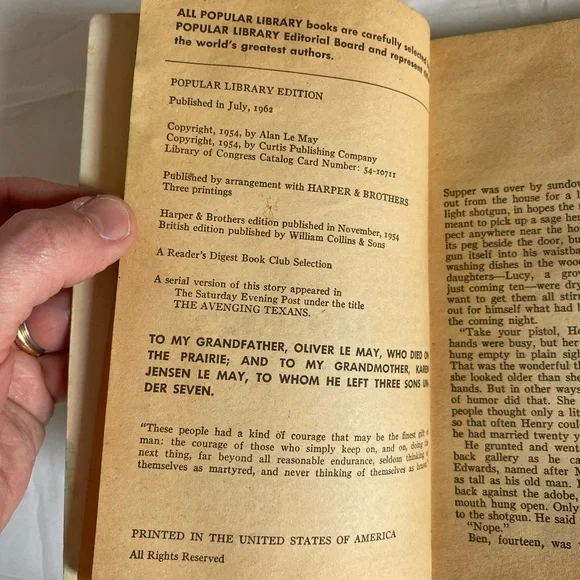 ALL POPULAR LIBRARY books are carefully selected
POPULAR LIBRARY Editorial Board and represent
the world's greatest authors.
POPULAR LIBRARY EDITION
Published in July, 1962
Copyright, 1954, by Alan Le May
Copyright, 1954, by Curtis Publishing Company
Library of Congress Catalog Card Number: 54-10711
Published by arrangement with HARPER & BROTHERS
Three printings
Harper & Brothers edition published in November, 1954
British edition published by William Collins & Sons
A Reader's Digest Book Club Selection
A serial version of this story appeared in
The Saturday Evening Post under the title
THE AVENGING TEXANS.
TO MY GRANDFATHER, OLIVER LE MAY, WHO DIED ON
THE PRAIRIE; AND TO MY GRANDMOTHER, KAREN
JENSEN LE MAY, TO WHOM HE LEFT THREE SONS UN-
DER SEVEN.
"These people had a kind of courage that may be the finest gift of
man: the courage of those who simply keep on, and on, doing the
next thing, far beyond all reasonable endurance, seldom thinking of
themselves as martyred, and never thinking of themselves as brave."
PRINTED IN THE UNITED STATES OF AMERICA
All Rights Reserved
Supper was over by sundow
out from the house for a l
light shotgun, in hopes the
meant to pick up a sage hen
pect anywhere near the ho
its peg beside the door, bu
gun itself into his waistba
washing dishes in the wood
daughters—Lucy, a grow
just coming ten—were dry
want to get them all stir
out for himself what had b
the coming night.
"Take your pistol, He
hands were busy, but her
hung empty in plain sigh
That was the wonderful th
she looked older than she
hands. But in other ways
of humor did that. She
people thought only a litt
so that often Henry could
he had married twenty y
He grunted and went
back gallery as he ca
Edwards, named after M
as tall as his old man. H
back against the adobe,
mouth hung open. Only
to the shotgun. He said
"Nope."
Ben, fourteen, was